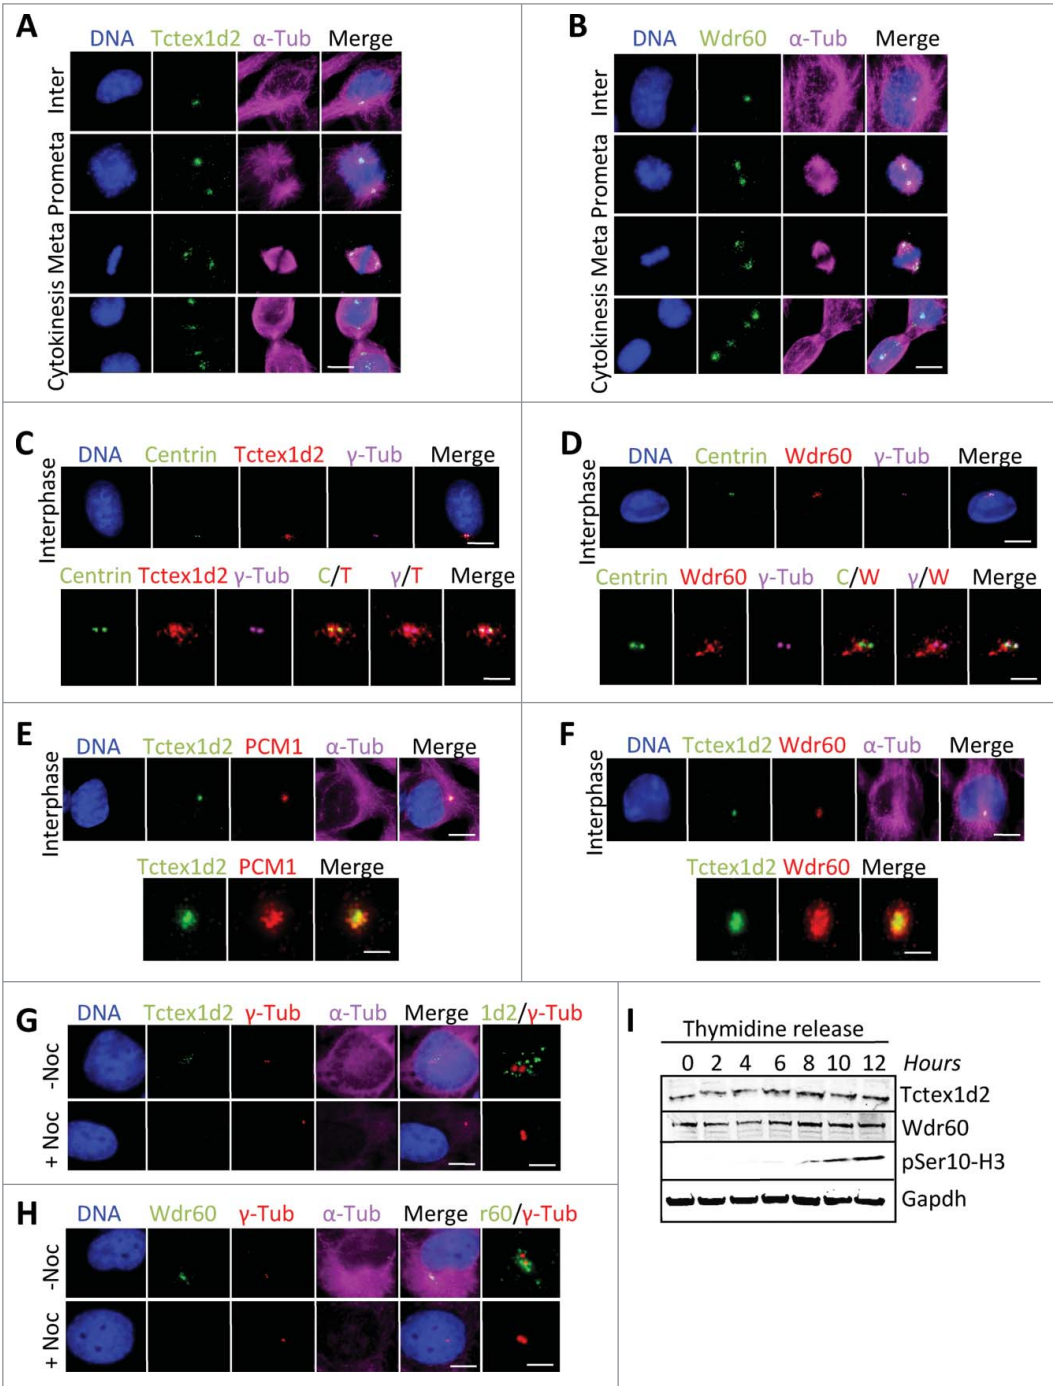 A
DNA Tctex1d2 α-Tub Merge
Inter
Prometa
Meta
Cytokinesis
B
DNA Wdr60 α-Tub Merge
Inter
Prometa
Meta
Cytokinesis
C
DNA Centrin Tctex1d2 γ-Tub Merge
Interphase
Centrin Tctex1d2 γ-Tub C/T γ/T Merge
D
DNA Centrin Wdr60 γ-Tub Merge
Interphase
Centrin Wdr60 γ-Tub C/W γ/W Merge
E
DNA Tctex1d2 PCM1 α-Tub Merge
Interphase
Tctex1d2 PCM1 Merge
F
DNA Tctex1d2 Wdr60 α-Tub Merge
Interphase
Tctex1d2 Wdr60 Merge
G
DNA Tctex1d2 γ-Tub α-Tub Merge 1d2/γ-Tub
-Noc
+ Noc
H
DNA Wdr60 γ-Tub α-Tub Merge r60/γ-Tub
-Noc
+ Noc
I
Thymidine release
0 2 4 6 8 10 12 Hours
Tctex1d2
Wdr60
pSer10-H3
Gapdh